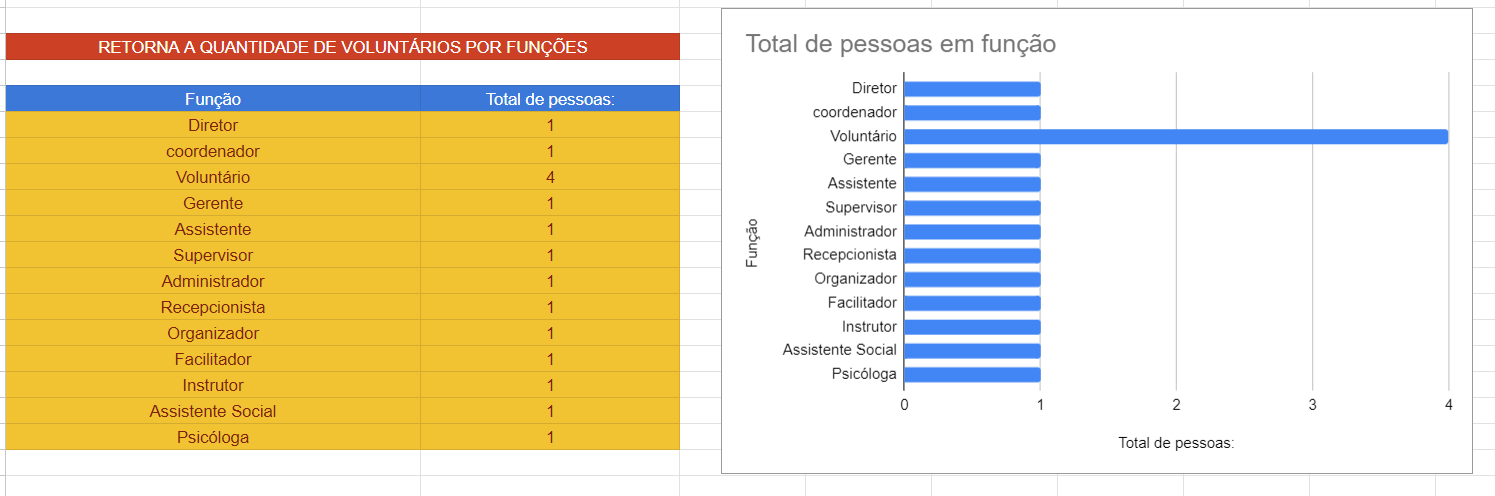 RETORNA A QUANTIDADE DE VOLUNTÁRIOS POR FUNÇÕES
Função Total de pessoas:
Diretor 1
coordenador 1
Voluntário 4
Gerente 1
Assistente 1
Supervisor 1
Administrador 1
Recepcionista 1
Organizador 1
Facilitador 1
Instrutor 1
Assistente Social 1
Psicóloga 1
Total de pessoas em função
Função
Diretor
coordenador
Voluntário
Gerente
Assistente
Supervisor
Administrador
Recepcionista
Organizador
Facilitador
Instrutor
Assistente Social
Psicóloga
0 1 2 3 4
Total de pessoas: